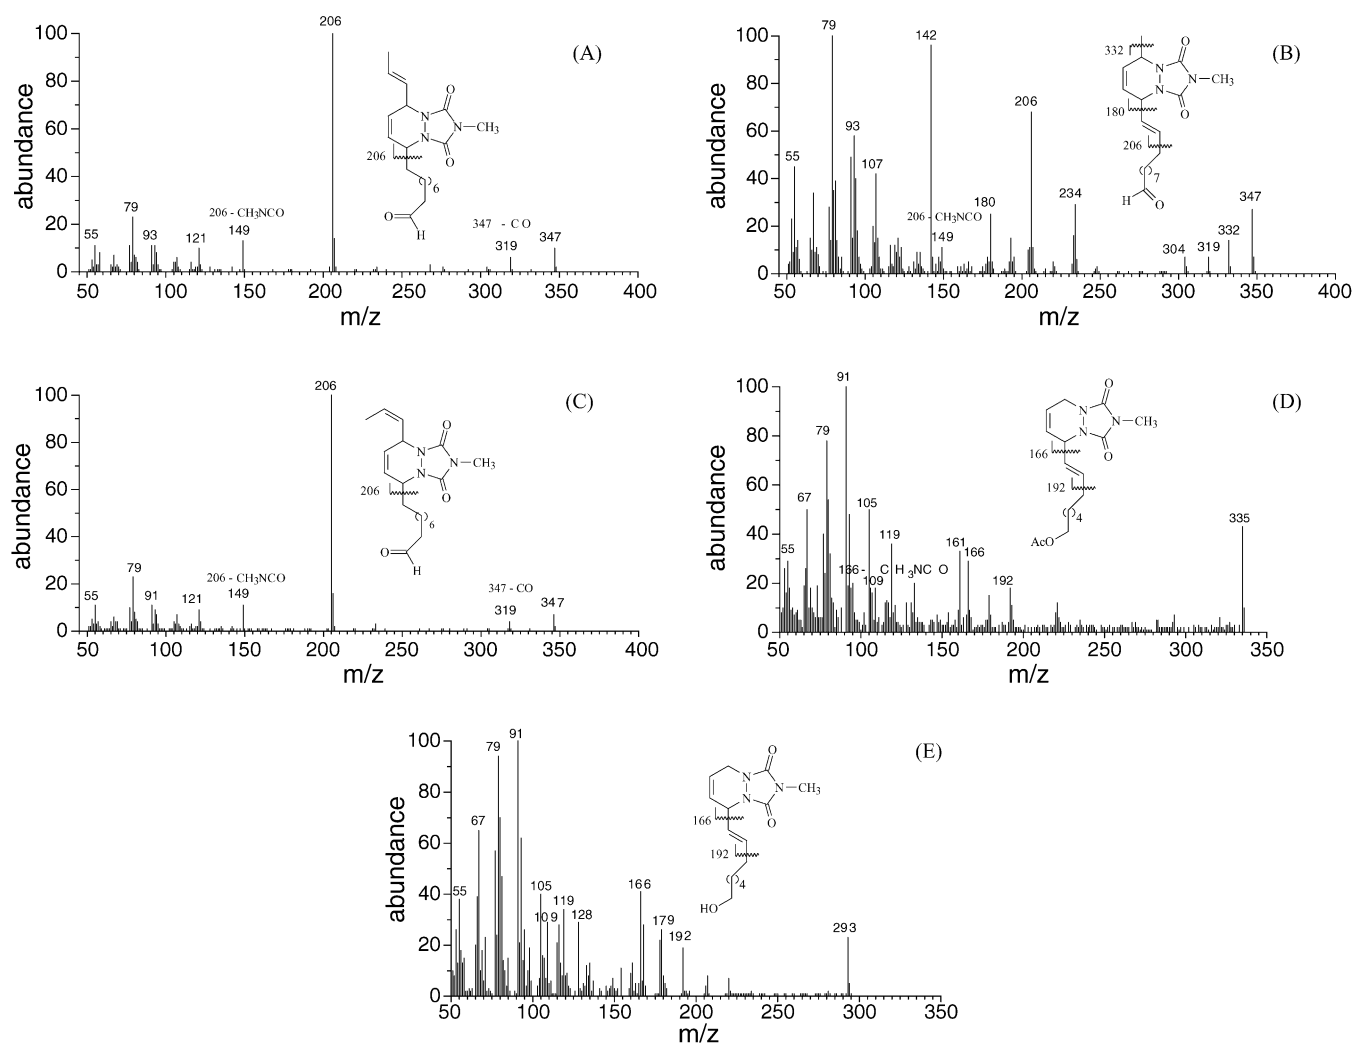 (A)
abundance
100
80
60
40
20
0
50
100
150
200
250
300
350
400
m/z
55
79
93
121
206 - CH3NCO
149
206
347 - CO
319
347
O
N
N
N
CH3
O
206
6
O
H
(B)
abundance
100
80
60
40
20
0
50
100
150
200
250
300
350
400
m/z
55
79
93
107
142
206 - CH3NCO
149
180
206
234
304
319
332
347
332
O
N
N
N
CH3
O
180
206
7
H
O
(C)
abundance
100
80
60
40
20
0
50
100
150
200
250
300
350
400
m/z
55
79
91
121
206 - CH3NCO
149
206
347 - CO
319
347
O
N
N
N
CH3
O
206
6
O
H
(D)
abundance
100
80
60
40
20
0
50
100
150
200
250
300
350
m/z
55
67
79
91
105
166 - CH3NCO
109
119
161
166
192
335
O
N
N
N
CH3
O
166
192
4
AcO
(E)
abundance
100
80
60
40
20
0
50
100
150
200
250
300
350
m/z
55
67
79
91
105
109
119
128
166
179
192
293
O
N
N
N
CH3
O
166
192
4
HO